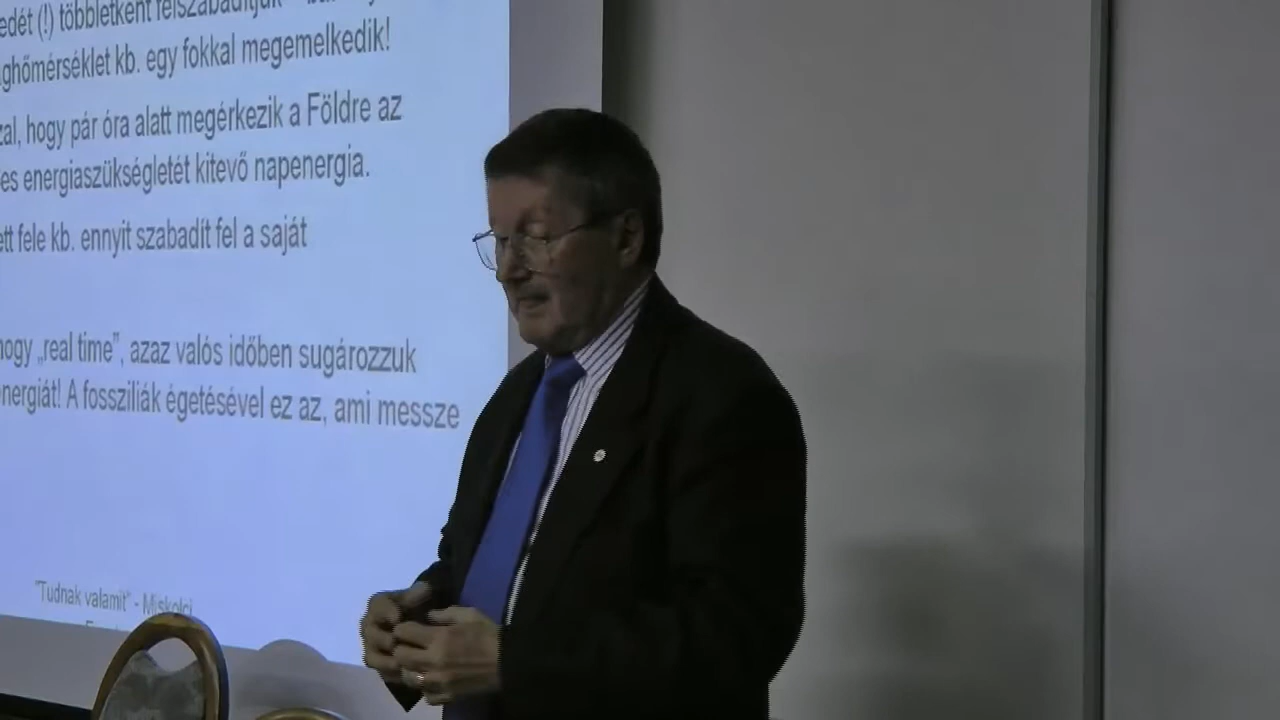 (!) többletként felszabadítjuk
ghőmérséklet kb. egy fokkal megemelkedik!
zal, hogy pár óra alatt megérkezik a Földre az
es energiaszükségletét kitevő napenergia.
ett fele kb. ennyit szabadít fel a saját
hogy „real time”, azaz valós időben sugározzuk
nergiát! A fossziliák égetésével ez az, ami messze
"Tudnak valamit" - Miskolci